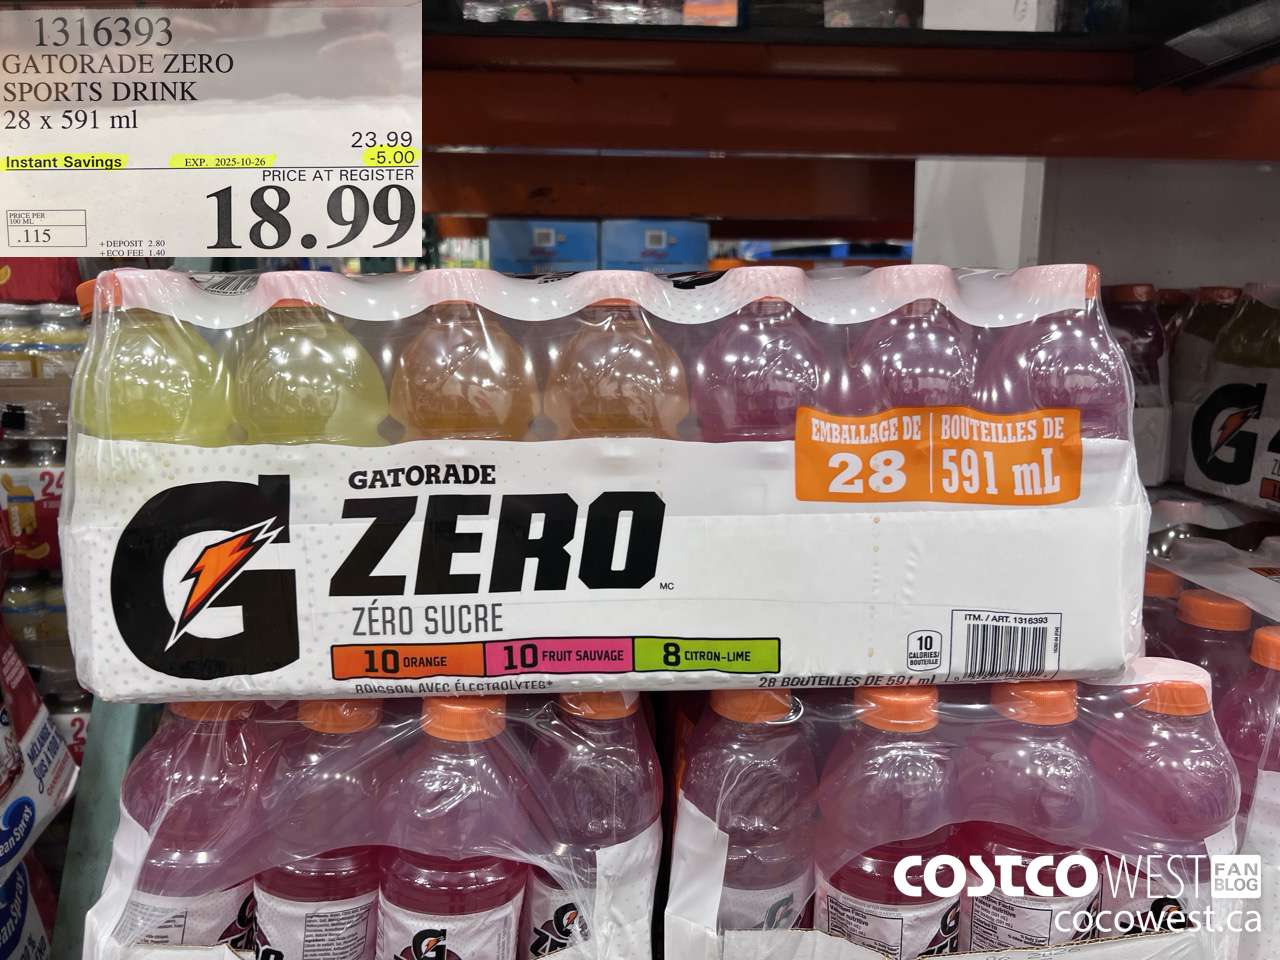 1316393
GATORADE ZERO
SPORTS DRINK
28 x 591 ml
23.99
Instant Savings EXP. 2025-10-26 -5.00
PRICE AT REGISTER
18.99
PRICE PER
100 ML
.115
+DEPOSIT 2.80
+ECO FEE 1.40
EMBALLAGE DE
28
BOUTEILLES DE
591 mL
G
GATORADE
ZERO
MC
ZÉRO SUCRE
10 ORANGE 10 FRUIT SAUVAGE 8 CITRON-LIME
BOISSON AVEC ÉLECTROLYTES*
28 BOUTEILLES DE 591 ml
10
CALORIES/
BOUTEILLE
ITM. / ART. 1316393
COSTCO WEST
FAN
BLOG
cocowest.ca